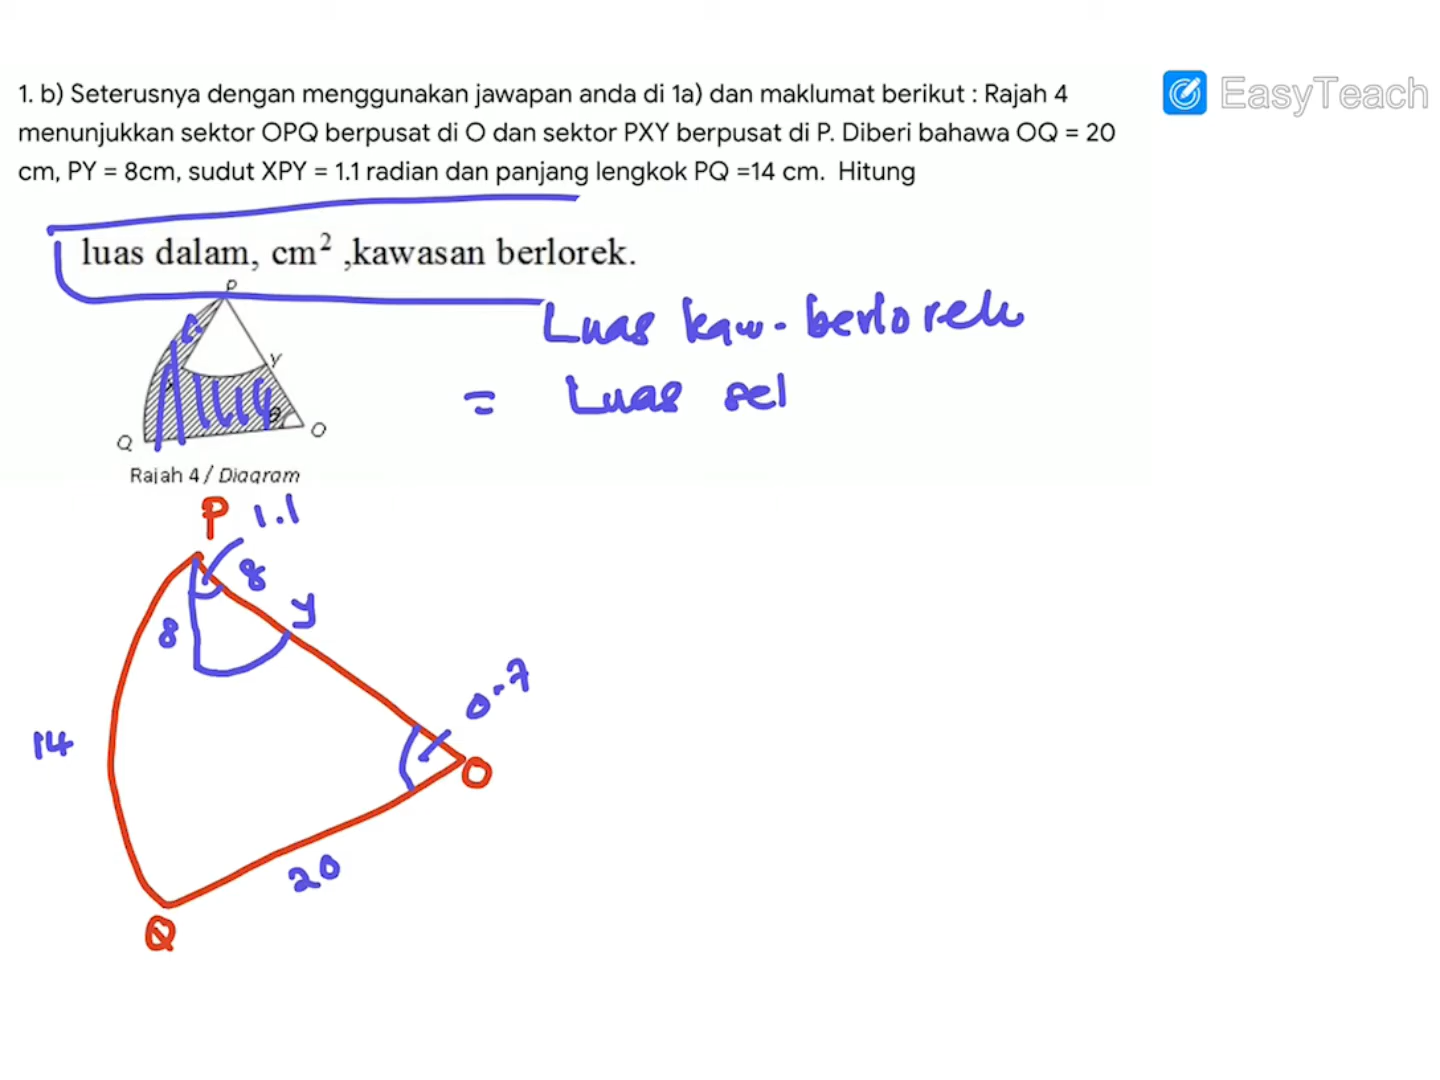 1. b) Seterusnya dengan menggunakan jawapan anda di 1a) dan maklumat berikut : Rajah 4
menunjukkan sektor OPQ berpusat di O dan sektor PXY berpusat di P. Diberi bahawa OQ = 20
cm, PY = 8cm, sudut XPY = 1.1 radian dan panjang lengkok PQ =14 cm. Hitung
EasyTeach
luas dalam, cm² ,kawasan berlorek.
P
Y
θ
Q
O
Rajah 4 / Diagram
Luas kaw. berlorek
= Luas sel
P 1.1
8
Y
8
0.7
14
O
20
Q